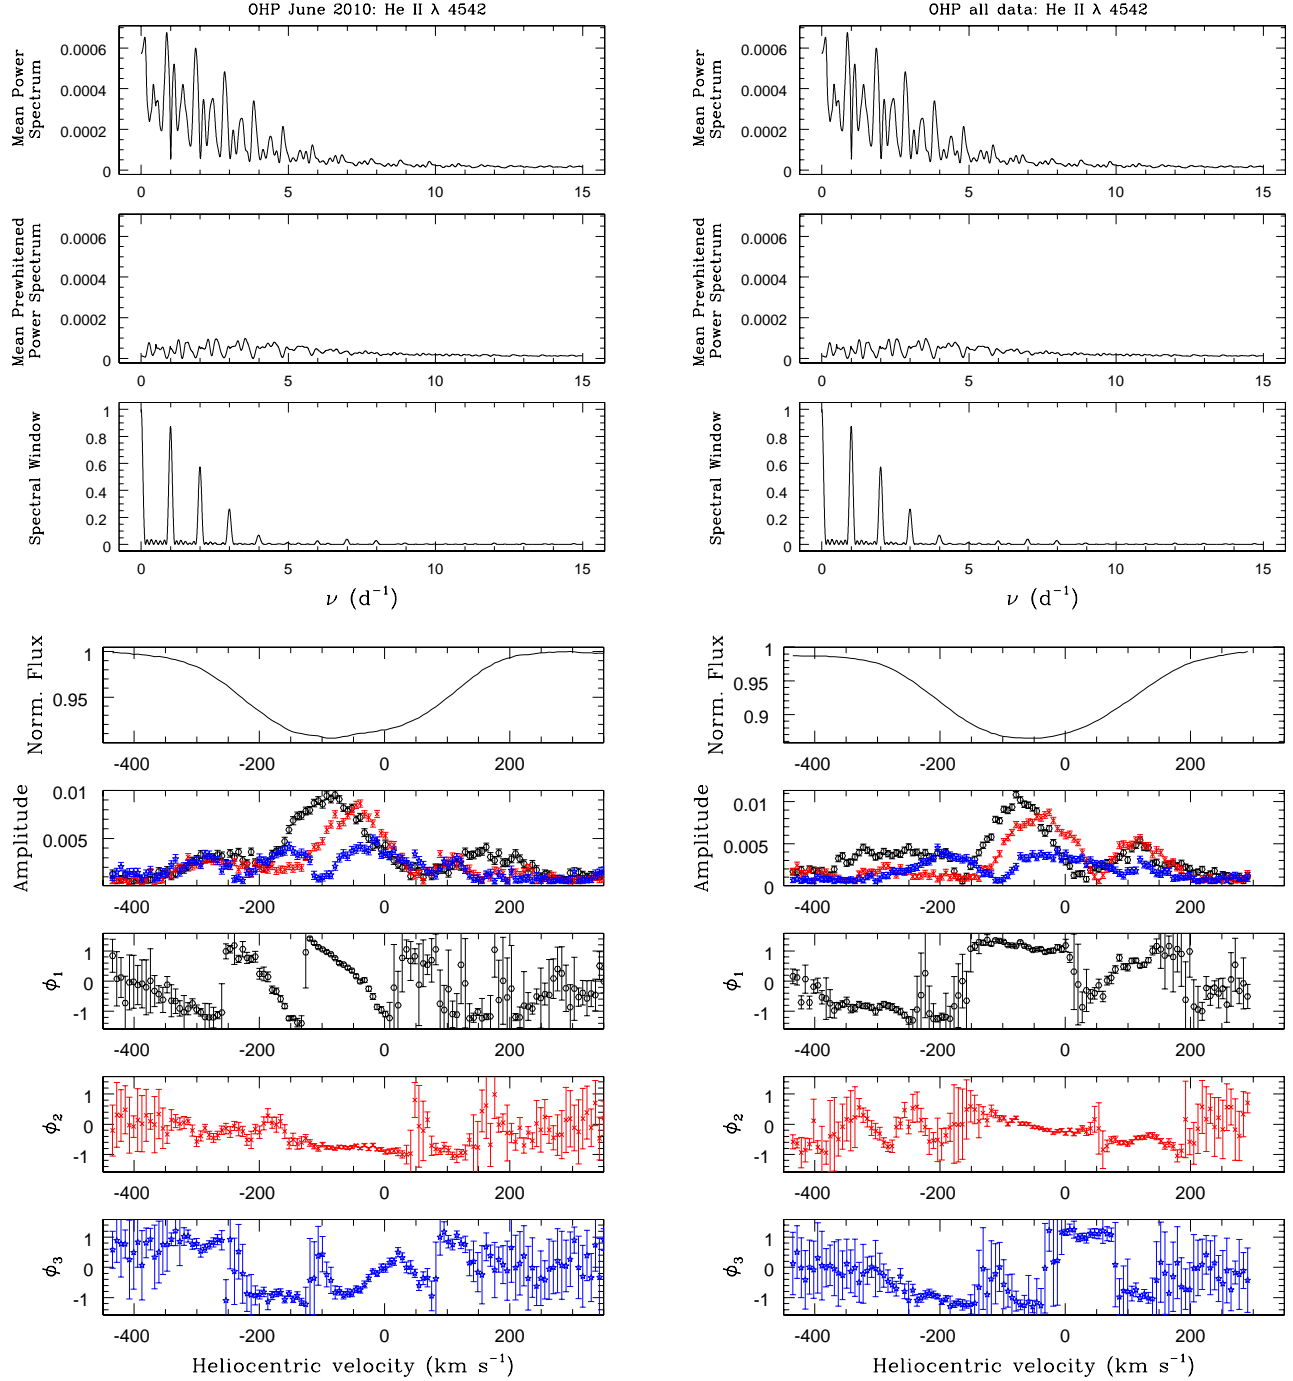 OHP June 2010: He II λ 4542
Mean Power
Spectrum
0.0006
0.0004
0.0002
0
0 5 10 15
Mean Prewhitened
Power Spectrum
0.0006
0.0004
0.0002
0
0 5 10 15
Spectral Window
1
0.8
0.6
0.4
0.2
0
0 5 10 15
ν (d⁻¹)
Norm. Flux
1
0.95
-400 -200 0 200
Amplitude
0.01
0.005
-400 -200 0 200
ϕ₁
1
0
-1
-400 -200 0 200
ϕ₂
1
0
-1
-400 -200 0 200
ϕ₃
1
0
-1
-400 -200 0 200
Heliocentric velocity (km s⁻¹)
OHP all data: He II λ 4542
Mean Power
Spectrum
0.0006
0.0004
0.0002
0
0 5 10 15
Mean Prewhitened
Power Spectrum
0.0006
0.0004
0.0002
0
0 5 10 15
Spectral Window
1
0.8
0.6
0.4
0.2
0
0 5 10 15
ν (d⁻¹)
Norm. Flux
1
0.95
0.9
-400 -200 0 200
Amplitude
0.01
0.005
0
-400 -200 0 200
ϕ₁
1
0
-1
-400 -200 0 200
ϕ₂
1
0
-1
-400 -200 0 200
ϕ₃
1
0
-1
-400 -200 0 200
Heliocentric velocity (km s⁻¹)